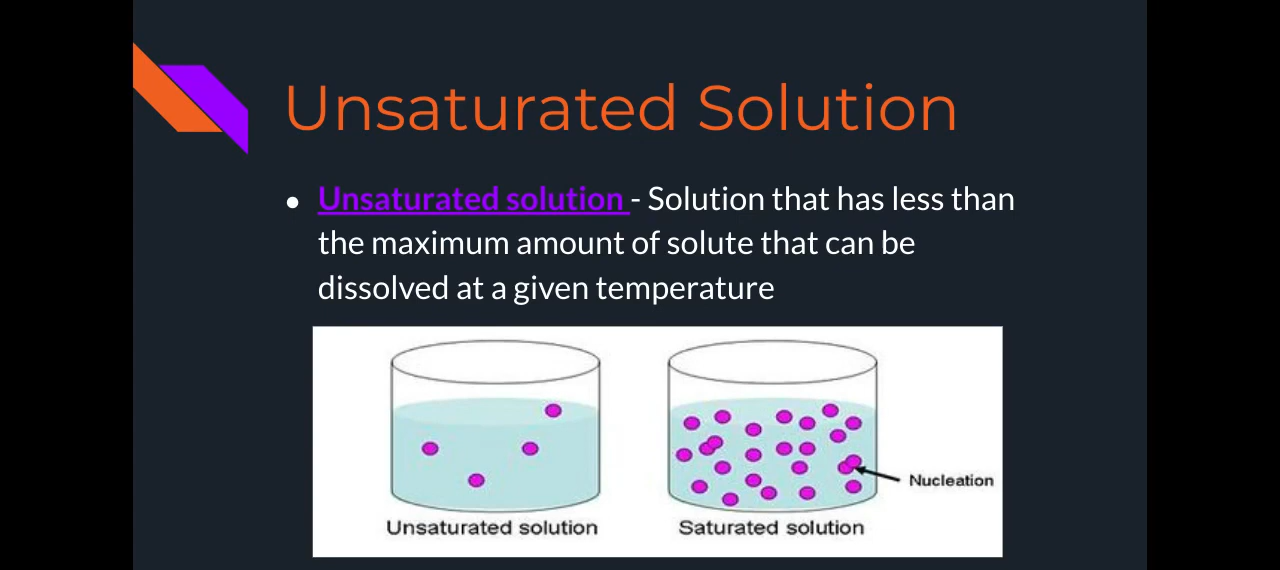 Unsaturated Solution
● Unsaturated solution - Solution that has less than
the maximum amount of solute that can be
dissolved at a given temperature
Nucleation
Unsaturated solution
Saturated solution